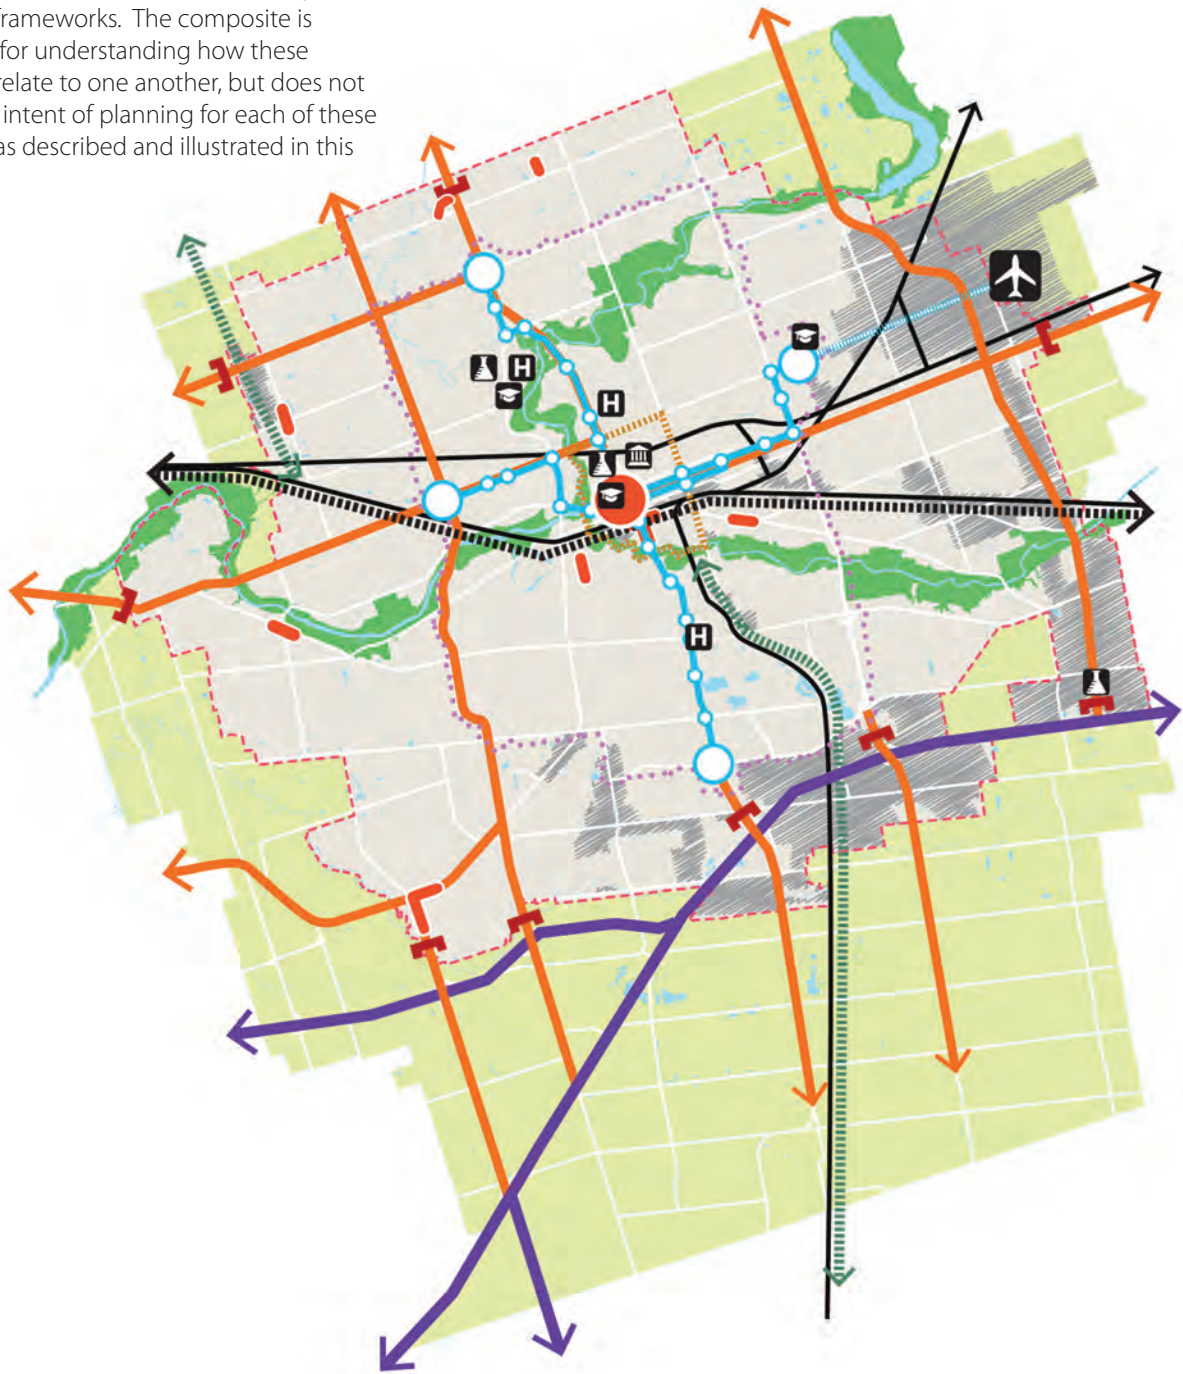 frameworks. The composite is
for understanding how these
relate to one another, but does not
intent of planning for each of these
as described and illustrated in this
H
H
H